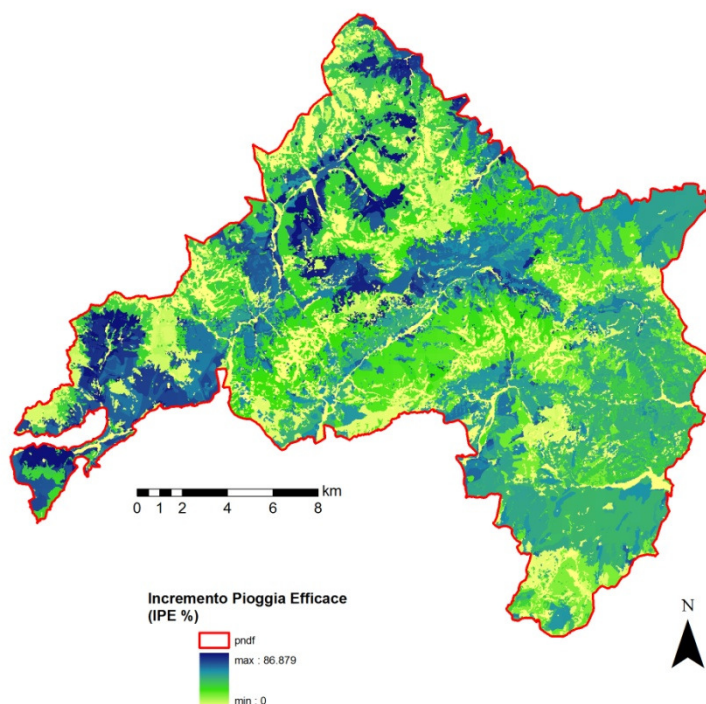 km
0 1 2 4 6 8
Incremento Pioggia Efficace
(IPE %)
pndf
max : 86.879
min : 0
N